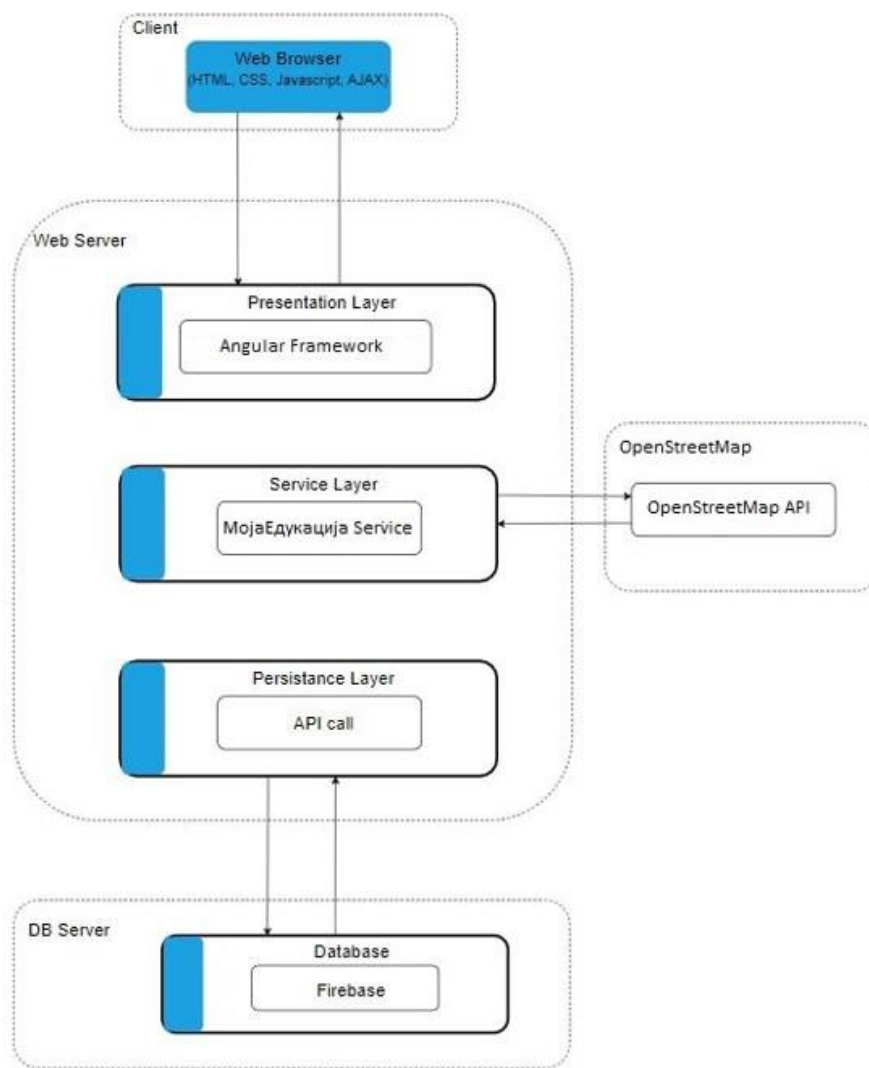 Client
Web Browser
(HTML, CSS, Javascript, AJAX)
Web Server
Presentation Layer
Angular Framework
Service Layer
МојаЕдукација Service
OpenStreetMap
OpenStreetMap API
Persistance Layer
API call
DB Server
Database
Firebase